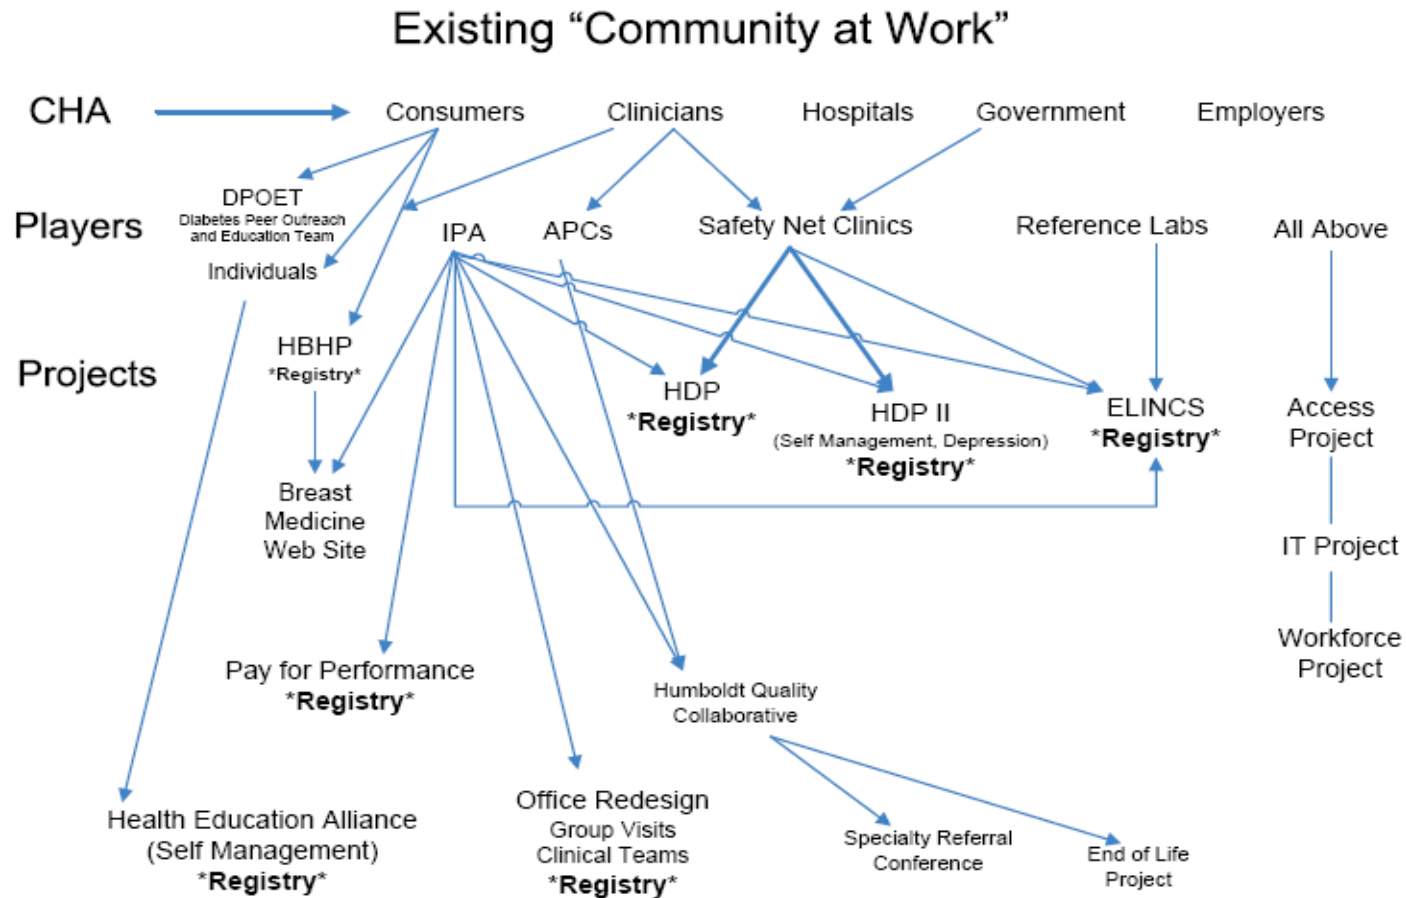 Existing “Community at Work”
CHA
Consumers
Clinicians
Hospitals
Government
Employers
Players
DPOET
Diabetes Peer Outreach
and Education Team
Individuals
IPA
APCs
Safety Net Clinics
Reference Labs
All Above
Projects
HBHP
*Registry*
HDP
*Registry*
HDP II
(Self Management, Depression)
*Registry*
ELINCS
*Registry*
Access
Project
Breast
Medicine
Web Site
IT Project
Workforce
Project
Pay for Performance
*Registry*
Humboldt Quality
Collaborative
Health Education Alliance
(Self Management)
*Registry*
Office Redesign
Group Visits
Clinical Teams
*Registry*
Specialty Referral
Conference
End of Life
Project